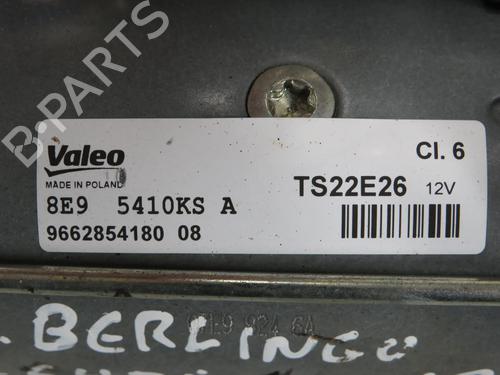 Valeo
MADE IN POLAND
8E9 5410KS A
9662854180 08
Cl. 6
TS22E26 12V
B-PARTS
BERLINGO